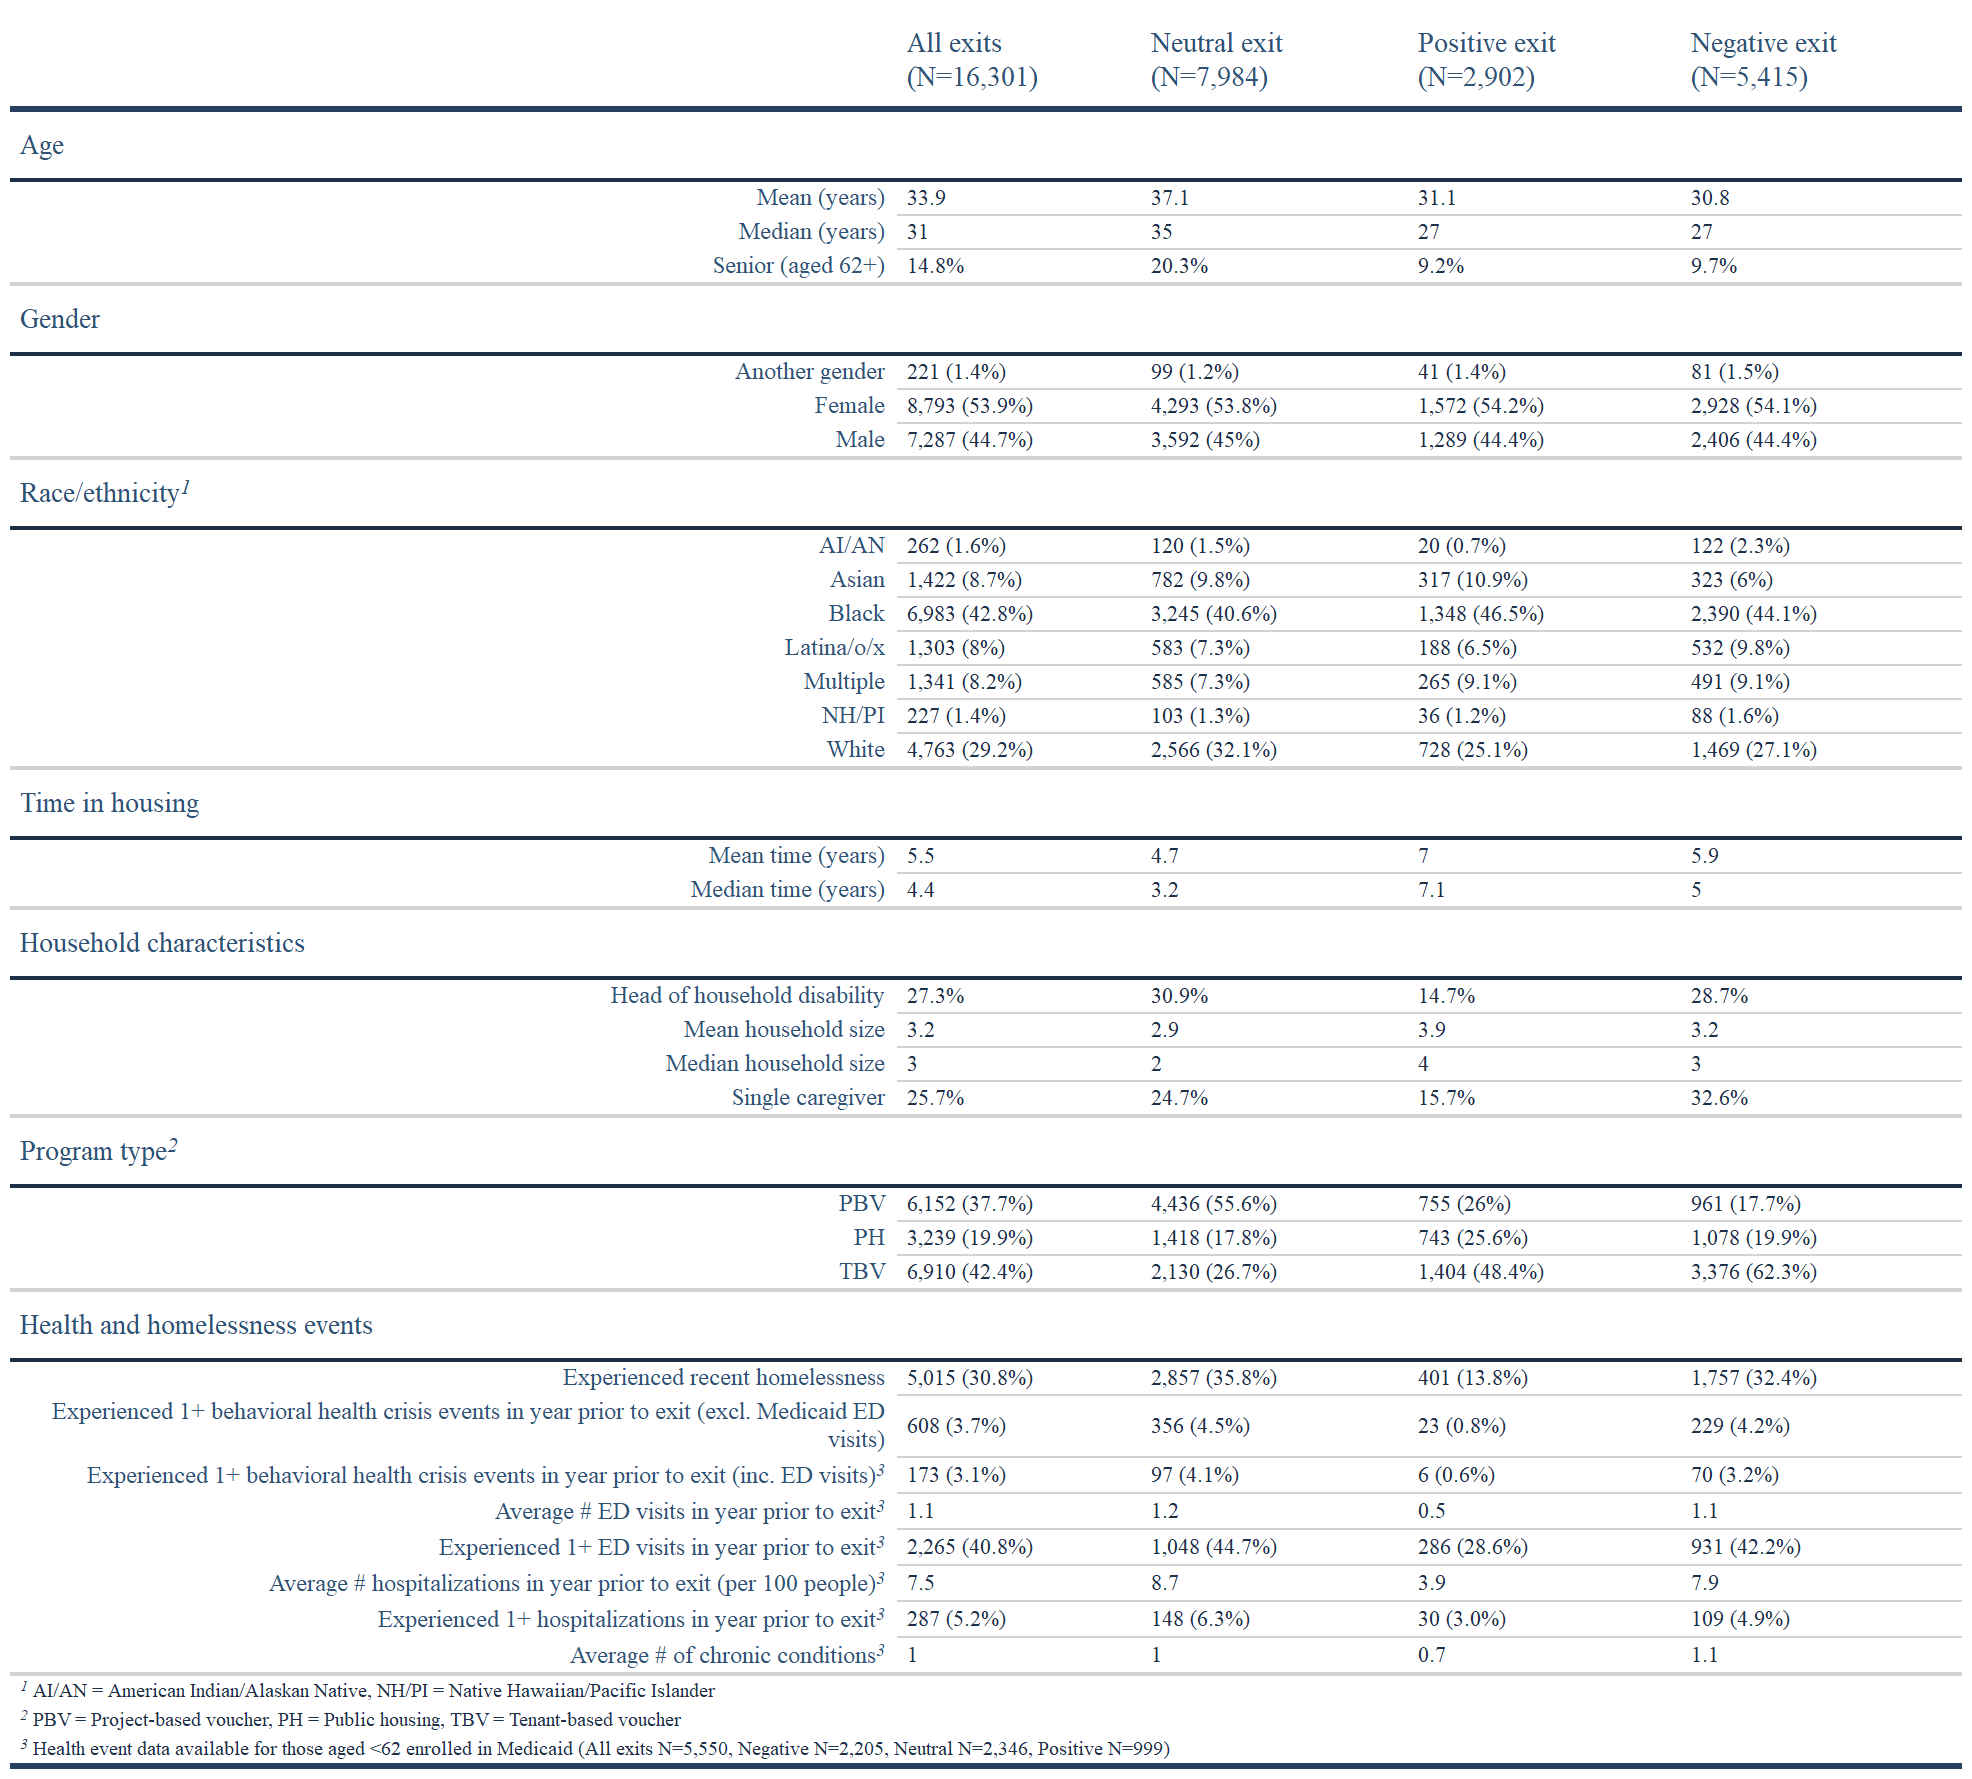 All exits Neutral exit Positive exit Negative exit
(N=16,301) (N=7,984) (N=2,902) (N=5,415)
Age
Mean (years) 33.9 37.1 31.1 30.8
Median (years) 31 35 27 27
Senior (aged 62+) 14.8% 20.3% 9.2% 9.7%
Gender
Another gender 221 (1.4%) 99 (1.2%) 41 (1.4%) 81 (1.5%)
Female 8,793 (53.9%) 4,293 (53.8%) 1,572 (54.2%) 2,928 (54.1%)
Male 7,287 (44.7%) 3,592 (45%) 1,289 (44.4%) 2,406 (44.4%)
Race/ethnicity1
AI/AN 262 (1.6%) 120 (1.5%) 20 (0.7%) 122 (2.3%)
Asian 1,422 (8.7%) 782 (9.8%) 317 (10.9%) 323 (6%)
Black 6,983 (42.8%) 3,245 (40.6%) 1,348 (46.5%) 2,390 (44.1%)
Latina/o/x 1,303 (8%) 583 (7.3%) 188 (6.5%) 532 (9.8%)
Multiple 1,341 (8.2%) 585 (7.3%) 265 (9.1%) 491 (9.1%)
NH/PI 227 (1.4%) 103 (1.3%) 36 (1.2%) 88 (1.6%)
White 4,763 (29.2%) 2,566 (32.1%) 728 (25.1%) 1,469 (27.1%)
Time in housing
Mean time (years) 5.5 4.7 7 5.9
Median time (years) 4.4 3.2 7.1 5
Household characteristics
Head of household disability 27.3% 30.9% 14.7% 28.7%
Mean household size 3.2 2.9 3.9 3.2
Median household size 3 2 4 3
Single caregiver 25.7% 24.7% 15.7% 32.6%
Program type2
PBV 6,152 (37.7%) 4,436 (55.6%) 755 (26%) 961 (17.7%)
PH 3,239 (19.9%) 1,418 (17.8%) 743 (25.6%) 1,078 (19.9%)
TBV 6,910 (42.4%) 2,130 (26.7%) 1,404 (48.4%) 3,376 (62.3%)
Health and homelessness events
Experienced recent homelessness 5,015 (30.8%) 2,857 (35.8%) 401 (13.8%) 1,757 (32.4%)
Experienced 1+ behavioral health crisis events in year prior to exit (excl. Medicaid ED
visits) 608 (3.7%) 356 (4.5%) 23 (0.8%) 229 (4.2%)
Experienced 1+ behavioral health crisis events in year prior to exit (inc. ED visits)3 173 (3.1%) 97 (4.1%) 6 (0.6%) 70 (3.2%)
Average # ED visits in year prior to exit3 1.1 1.2 0.5 1.1
Experienced 1+ ED visits in year prior to exit3 2,265 (40.8%) 1,048 (44.7%) 286 (28.6%) 931 (42.2%)
Average # hospitalizations in year prior to exit (per 100 people)3 7.5 8.7 3.9 7.9
Experienced 1+ hospitalizations in year prior to exit3 287 (5.2%) 148 (6.3%) 30 (3.0%) 109 (4.9%)
Average # of chronic conditions3 1 1 0.7 1.1
1 AI/AN = American Indian/Alaskan Native, NH/PI = Native Hawaiian/Pacific Islander
2 PBV = Project-based voucher, PH = Public housing, TBV = Tenant-based voucher
3 Health event data available for those aged <62 enrolled in Medicaid (All exits N=5,550, Negative N=2,205, Neutral N=2,346, Positive N=999)